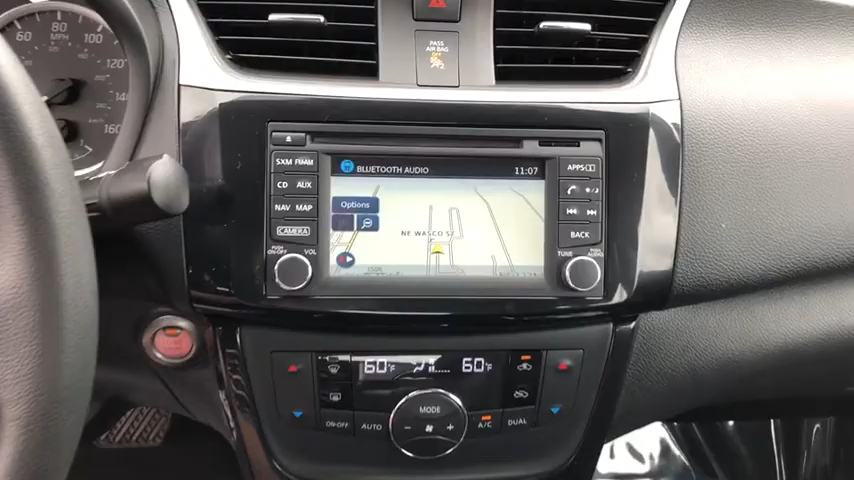 60
80
MPH
100
120
140
160
PASS
AIR BAG
OFF
SXM FM/AM
CD AUX
NAV MAP
CAMERA
PUSH
ON·OFF
VOL
BLUETOOTH AUDIO
11:07
Options
NE WASCO ST
APPS
BACK
TUNE
PUSH
AUDIO
60°F
60°F
ON·OFF
AUTO
MODE
A/C
DUAL